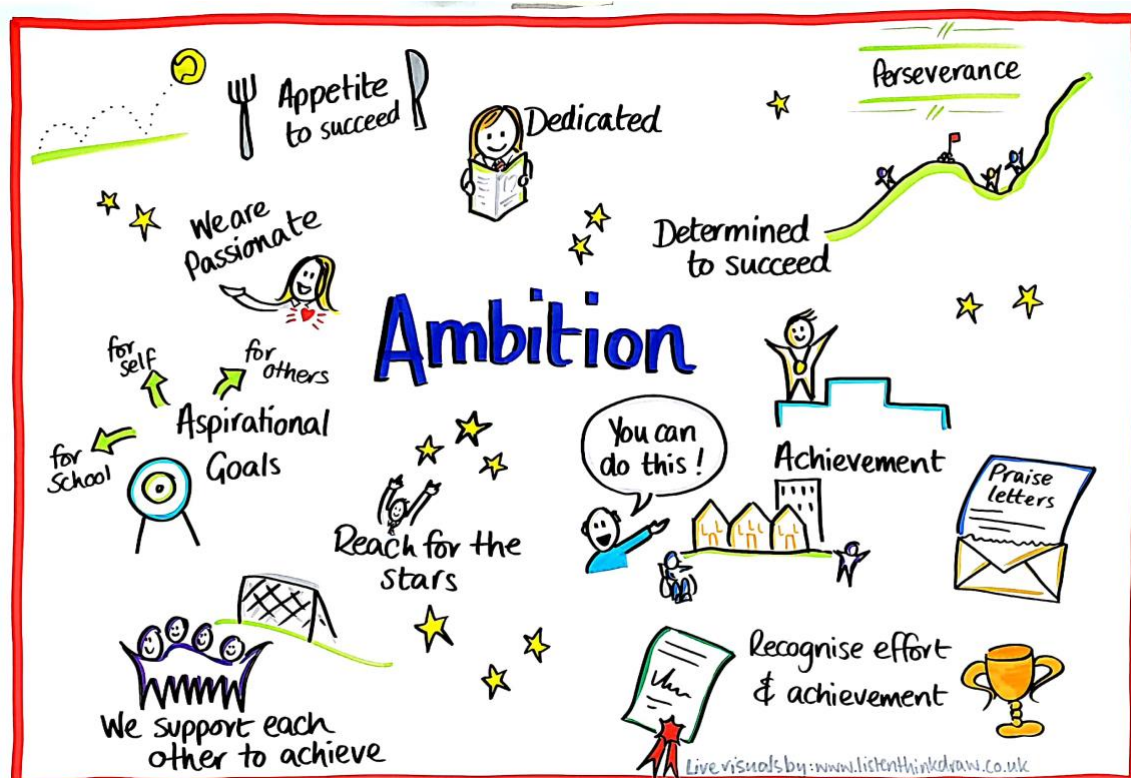 Appetite
to succeed
Dedicated
Perseverance
We are
Passionate
Determined
to succeed
Ambition
for
self
for
others
for
school
Aspirational
Goals
You can
do this!
Achievement
Praise
letters
Reach for the
stars
We support each
other to achieve
Recognise effort
& achievement
Live visuals by: www.listenthinkdraw.co.uk